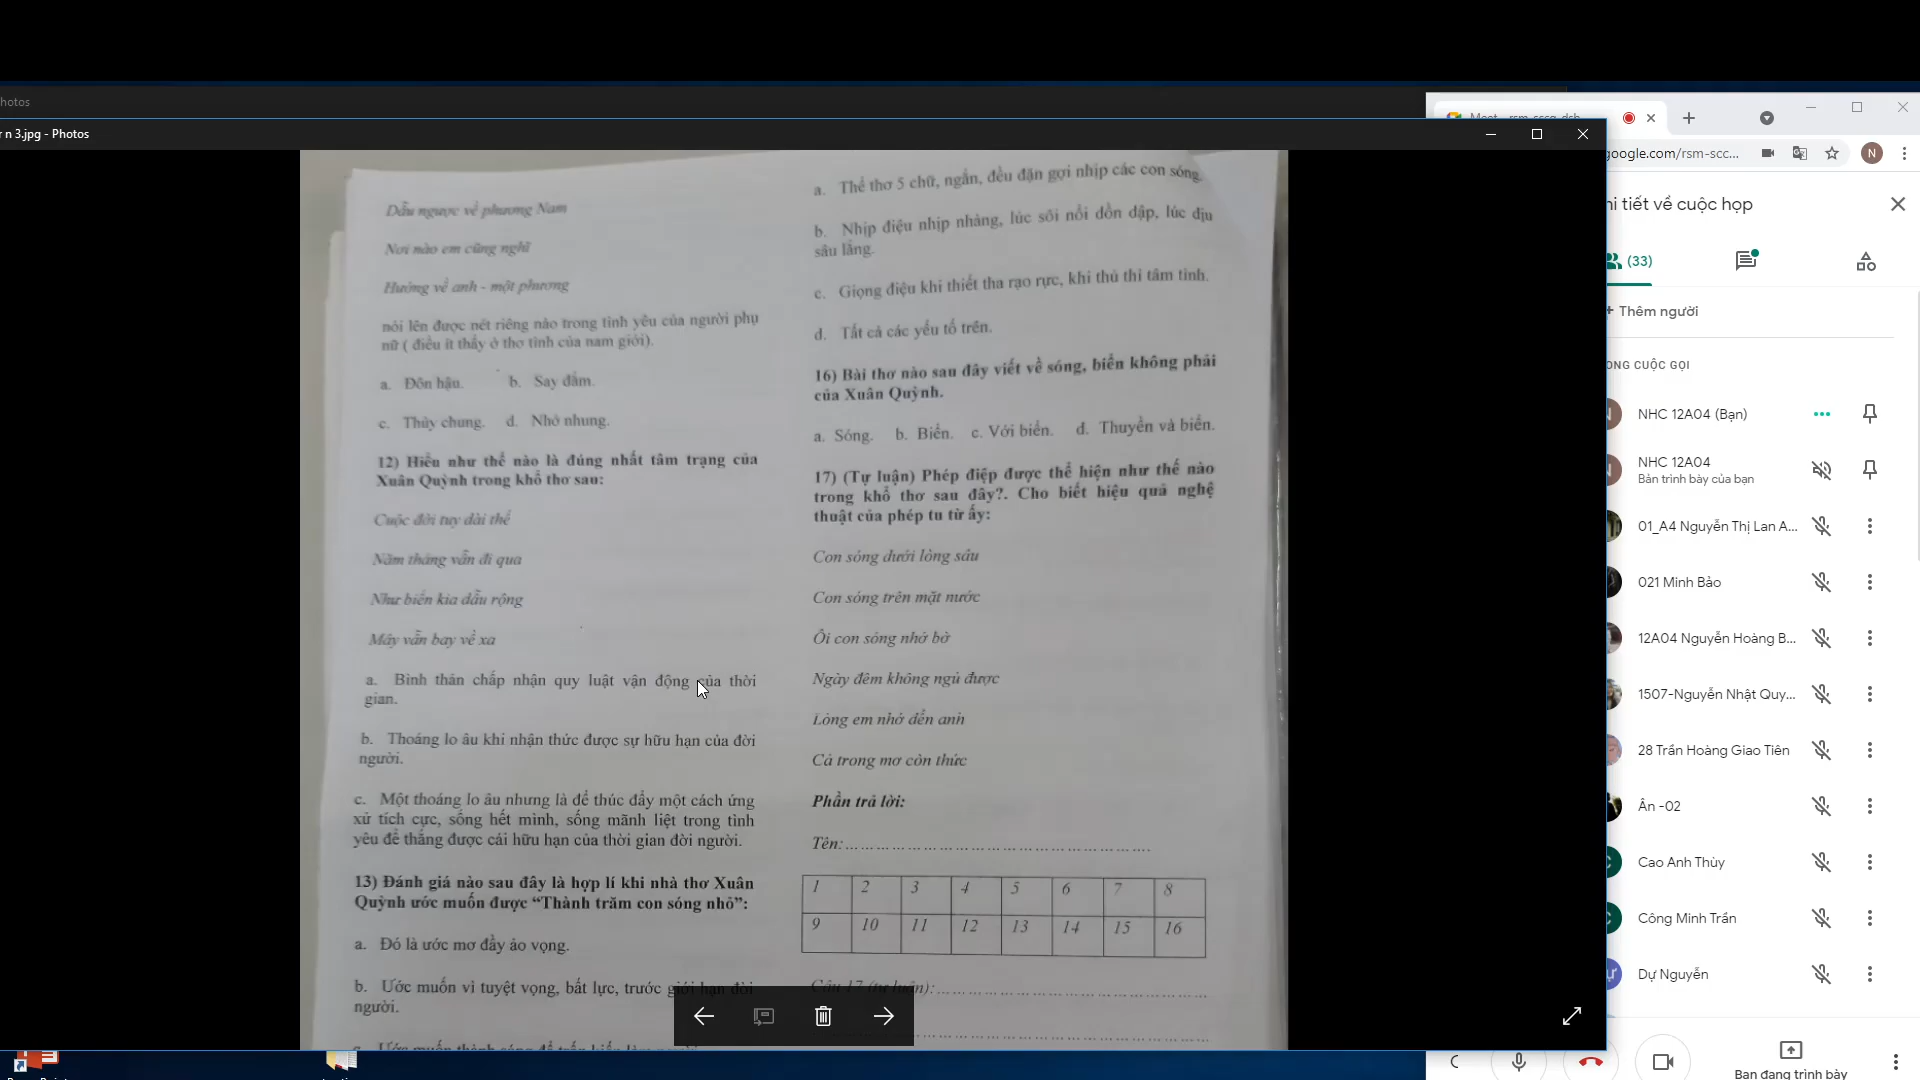 hotos
r n 3.jpg - Photos
Dẫu ngược về phương Nam
Nơi nào em cũng nghĩ
Hướng về anh - một phương
nói lên được nét riêng nào trong tình yêu của người phụ
nữ ( điều ít thấy ở thơ tình của nam giới).
a. Đôn hậu. b. Say đắm.
c. Thủy chung. d. Nhớ nhung.
12) Hiểu như thế nào là đúng nhất tâm trạng của
Xuân Quỳnh trong khổ thơ sau:
Cuộc đời tuy dài thế
Năm tháng vẫn đi qua
Như biển kia dẫu rộng
Mây vẫn bay về xa
a. Bình thản chấp nhận quy luật vận động của thời
gian.
b. Thoáng lo âu khi nhận thức được sự hữu hạn của đời
người.
c. Một thoáng lo âu nhưng là để thúc đẩy một cách ứng
xử tích cực, sống hết mình, sống mãnh liệt trong tình
yêu để thắng được cái hữu hạn của thời gian đời người.
13) Đánh giá nào sau đây là hợp lí khi nhà thơ Xuân
Quỳnh ước muốn được “Thành trăm con sóng nhỏ”:
a. Đó là ước mơ đầy ảo vọng.
b. Ước muốn vì tuyệt vọng, bất lực, trước giới hạn đời
người.
a. Thể thơ 5 chữ, ngắn, đều đặn gợi nhịp các con sóng.
b. Nhịp điệu nhịp nhàng, lúc sôi nổi dồn dập, lúc dịu
sâu lắng.
c. Giọng điệu khi thiết tha rạo rực, khi thủ thỉ tâm tình.
d. Tất cả các yếu tố trên.
16) Bài thơ nào sau đây viết về sóng, biển không phải
của Xuân Quỳnh.
a. Sóng. b. Biển. c. Với biển. d. Thuyền và biển.
17) (Tự luận) Phép điệp được thể hiện như thế nào
trong khổ thơ sau đây?. Cho biết hiệu quả nghệ
thuật của phép tu từ ấy:
Con sóng dưới lòng sâu
Con sóng trên mặt nước
Ôi con sóng nhớ bờ
Ngày đêm không ngủ được
Lòng em nhớ đến anh
Cả trong mơ còn thức
Phần trả lời:
Tên:
1 2 3 4 5 6 7 8
9 10 11 12 13 14 15 16
Câu 17 (tự luận):
google.com/rsm-scc...
N
hi tiết về cuộc họp
(33)
Thêm người
ONG CUỘC GỌI
NHC 12A04 (Bạn)
NHC 12A04
Bản trình bày của bạn
01_A4 Nguyễn Thị Lan A...
021 Minh Bảo
12A04 Nguyễn Hoàng B...
1507-Nguyễn Nhật Quy...
28 Trần Hoàng Giao Tiên
Ân -02
Cao Anh Thùy
Công Minh Trần
Dự Nguyễn
Bạn đang trình bày